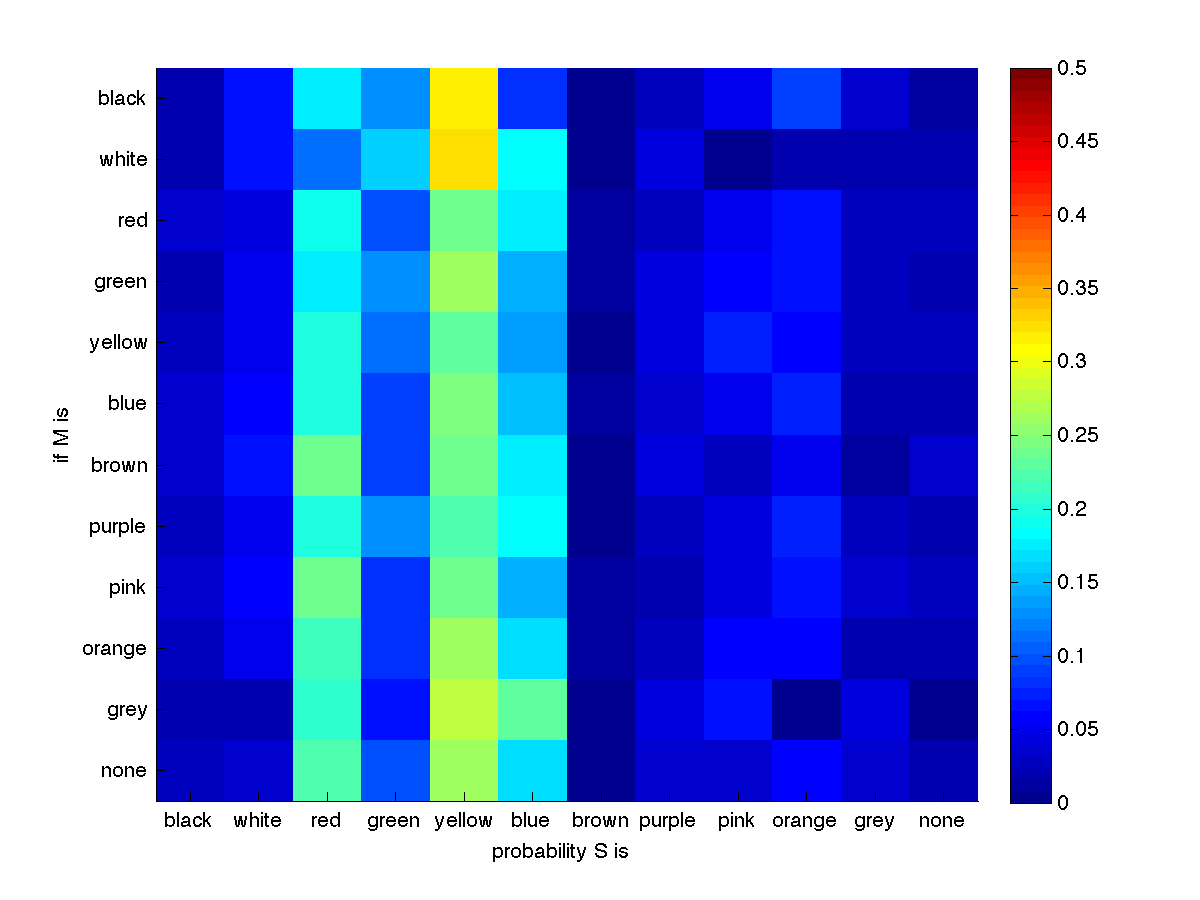 black
white
red
green
yellow
blue
brown
purple
pink
orange
grey
none
if M is
black white red green yellow blue brown purple pink orange grey none
probability S is
0.5
0.45
0.4
0.35
0.3
0.25
0.2
0.15
0.1
0.05
0